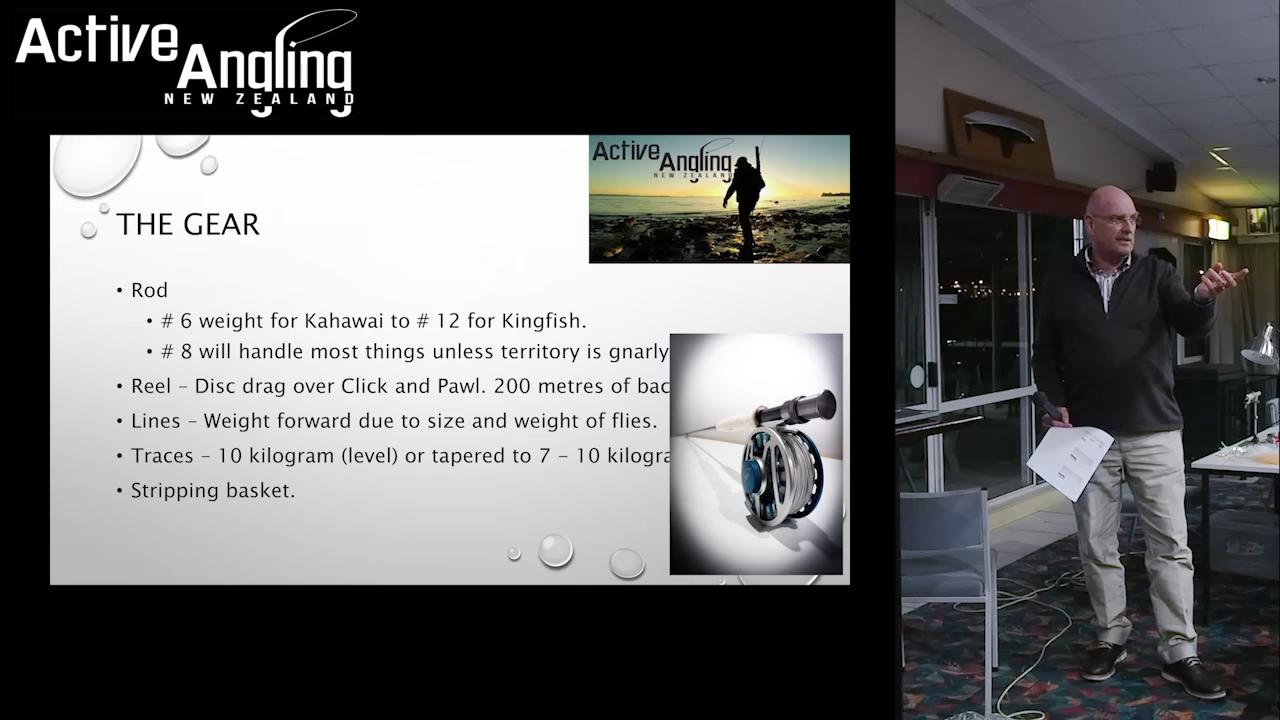 Active Angling
NEW ZEALAND
Active Angling
NEW ZEALAND
THE GEAR
• Rod
• # 6 weight for Kahawai to # 12 for Kingfish.
• # 8 will handle most things unless territory is gnarly
• Reel – Disc drag over Click and Pawl. 200 metres of bac
• Lines – Weight forward due to size and weight of flies.
• Traces – 10 kilogram (level) or tapered to 7 – 10 kilogra
• Stripping basket.